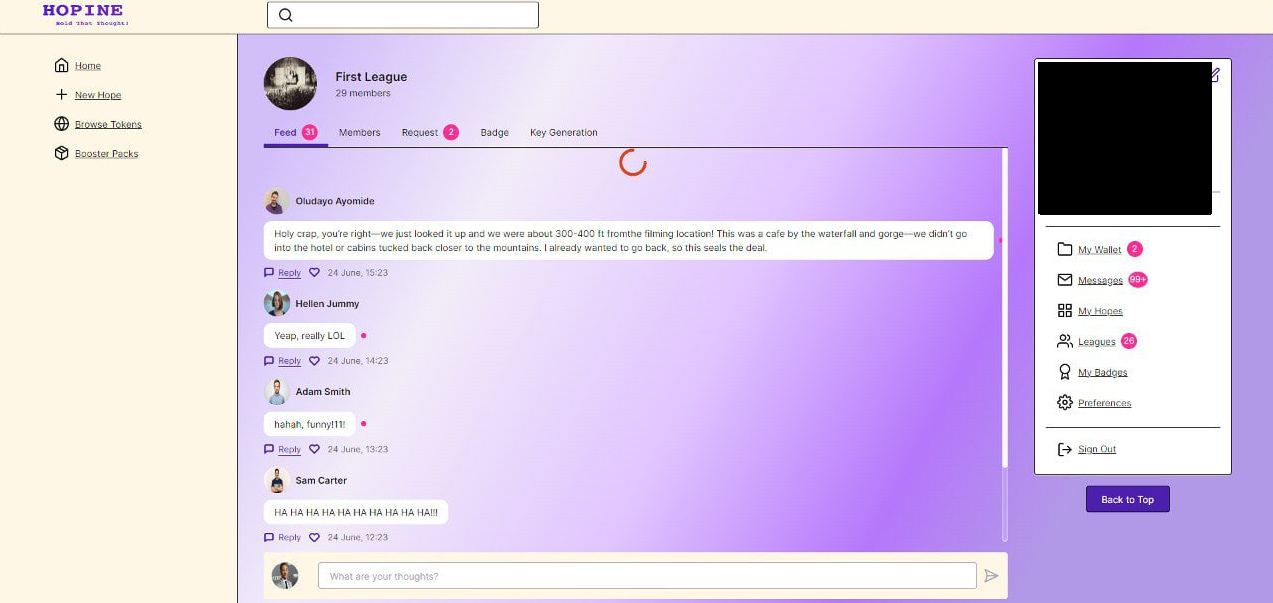 HOPINE
Hold That Thought!
Home
New Hope
Browse Tokens
Booster Packs
First League
29 members
Feed 31
Members
Request 2
Badge
Key Generation
Oludayo Ayomide
Holy crap, you're right—we just looked it up and we were about 300-400 ft fromthe filming location! This was a cafe by the waterfall and gorge—we didn't go
into the hotel or cabins tucked back closer to the mountains. I already wanted to go back, so this seals the deal.
Reply 24 June, 15:23
Hellen Jummy
Yeap, really LOL
Reply 24 June, 14:23
Adam Smith
hahah, funny!11!
Reply 24 June, 13:23
Sam Carter
HA HA HA HA HA HA HA HA HA HA!!!
Reply 24 June, 12:23
What are your thoughts?
My Wallet 2
Messages 99+
My Hopes
Leagues 26
My Badges
Preferences
Sign Out
Back to Top